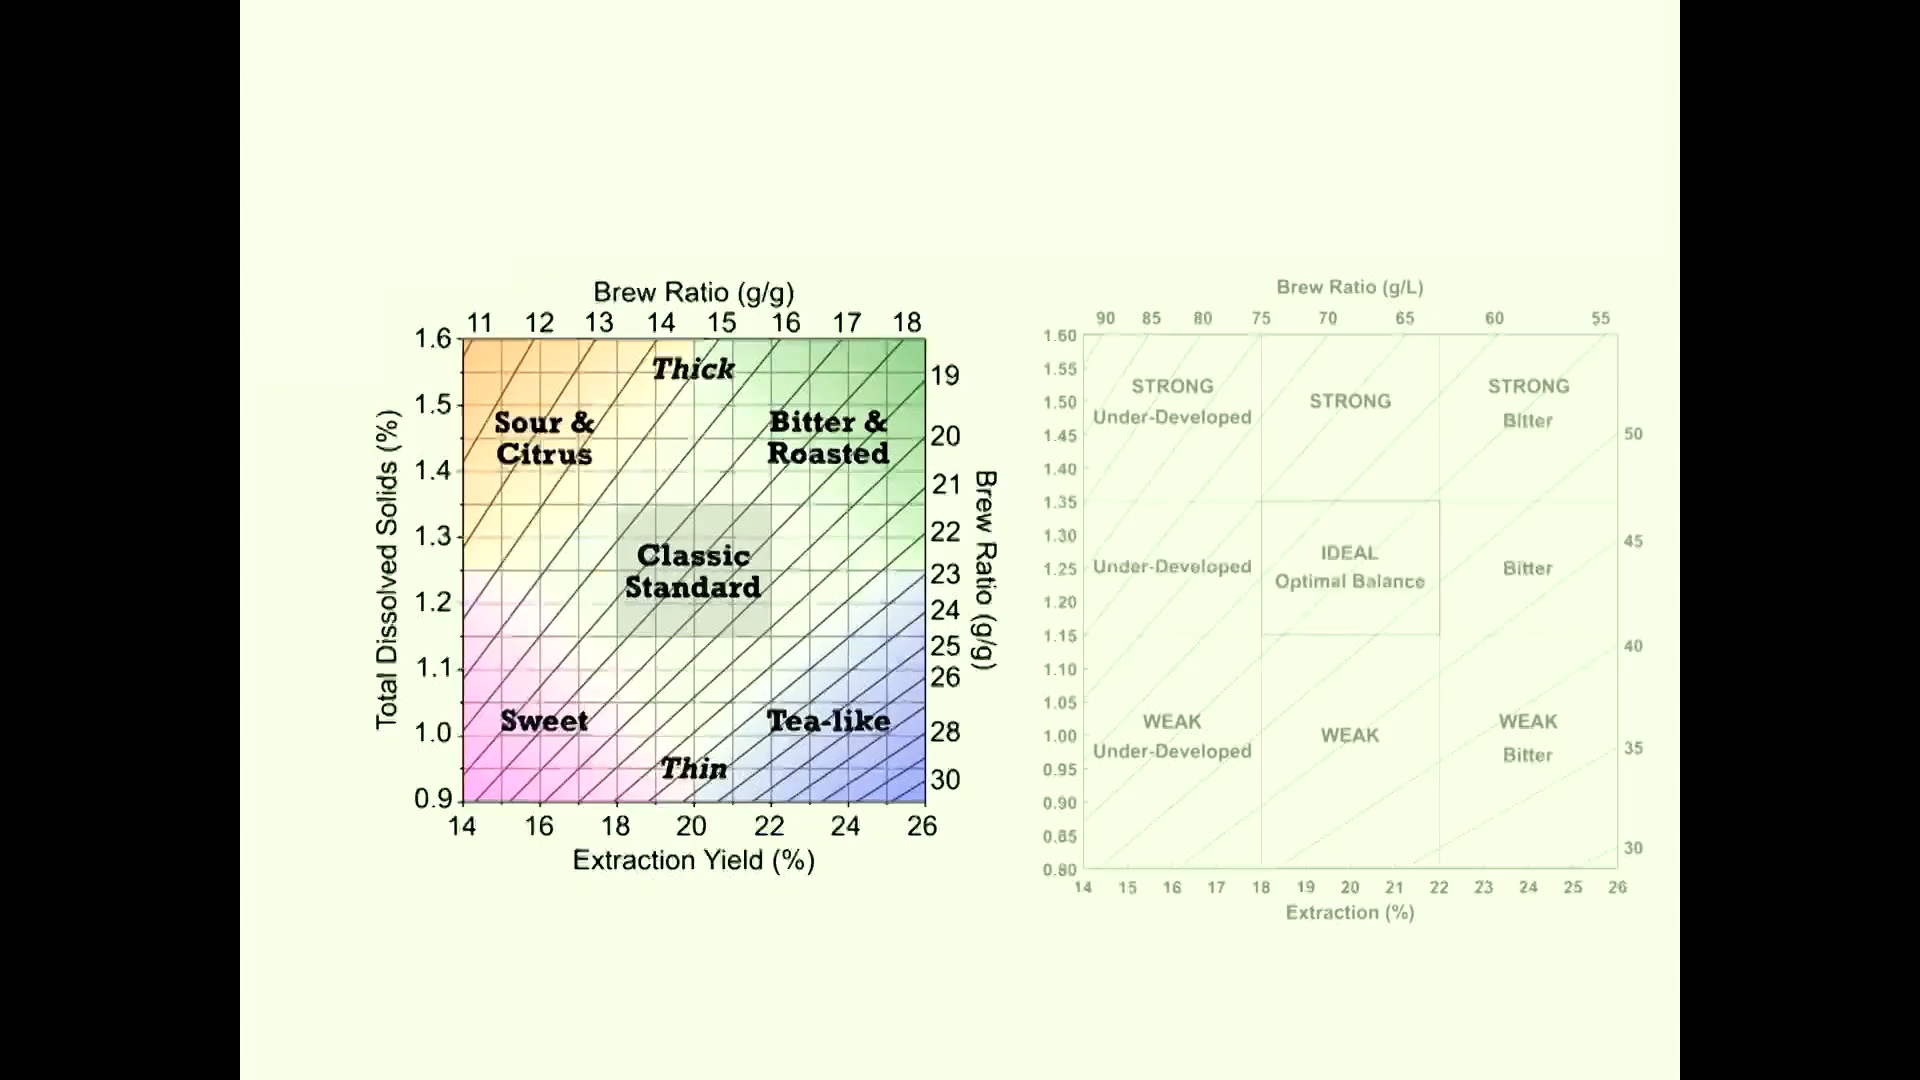 Brew Ratio (g/g)
11 12 13 14 15 16 17 18
1.6
1.5
1.4
1.3
1.2
1.1
1.0
0.9
Total Dissolved Solids (%)
Thick
Sour &
Citrus
Bitter &
Roasted
Classic
Standard
Sweet
Tea-like
Thin
19
20
21
22
23
24
25
26
28
30
Brew Ratio (g/g)
14 16 18 20 22 24 26
Extraction Yield (%)
Brew Ratio (g/L)
90 85 80 75 70 65 60 55
1.60
1.55
1.50
1.45
1.40
1.35
1.30
1.25
1.20
1.15
1.10
1.05
1.00
0.95
0.90
0.85
0.80
STRONG
Under-Developed
STRONG
STRONG
Bitter
Under-Developed
IDEAL
Optimal Balance
Bitter
WEAK
Under-Developed
WEAK
WEAK
Bitter
50
45
40
35
30
14 15 16 17 18 19 20 21 22 23 24 25 26
Extraction (%)